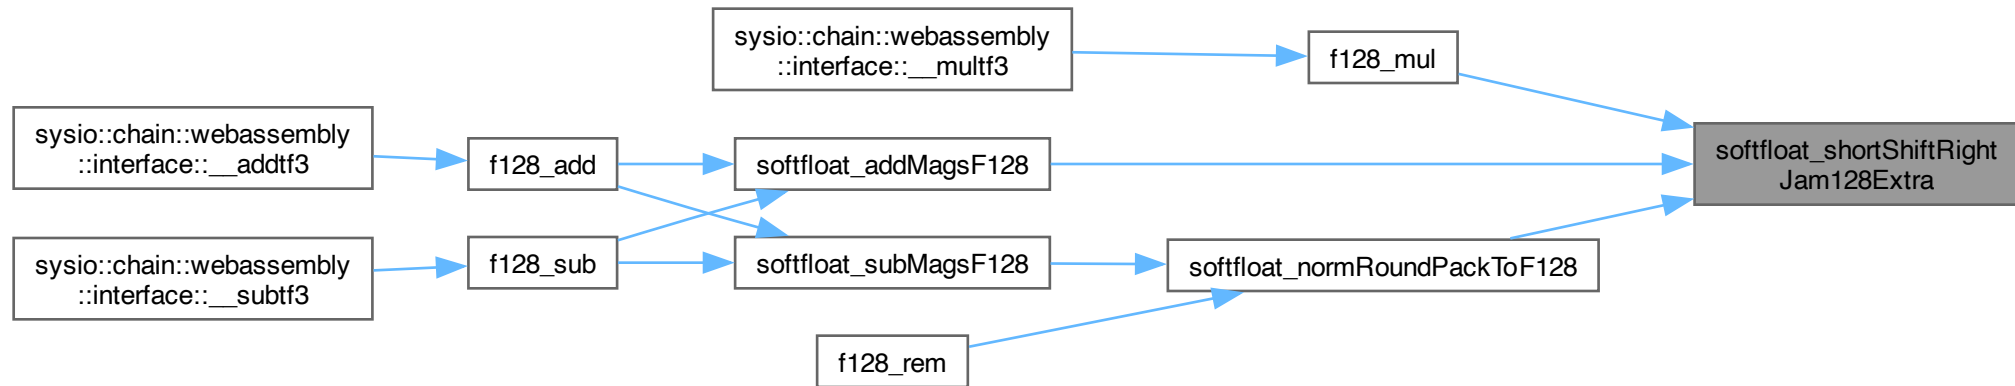 sysio::chain::webassembly
::interface::__multf3
f128_mul
sysio::chain::webassembly
::interface::__addtf3
f128_add
softfloat_addMagsF128
softfloat_shortShiftRight
Jam128Extra
sysio::chain::webassembly
::interface::__subtf3
f128_sub
softfloat_subMagsF128
softfloat_normRoundPackToF128
f128_rem